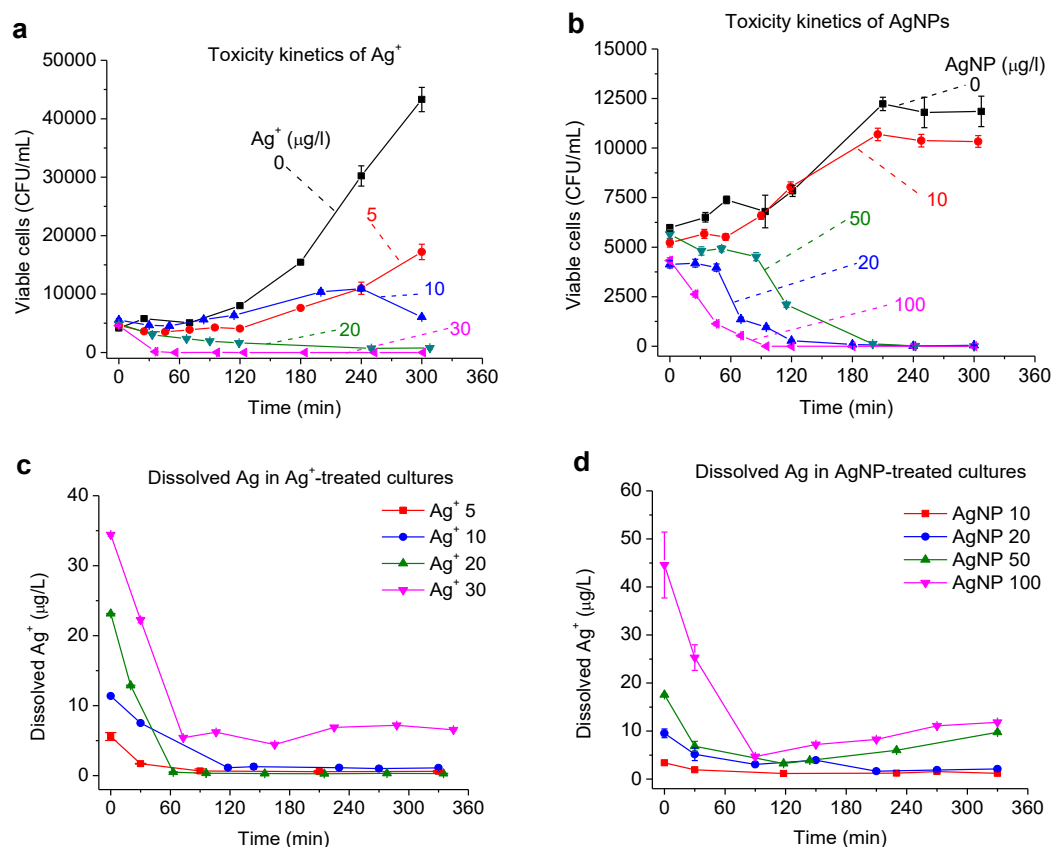 a
Toxicity kinetics of Ag⁺
50000
40000
30000
20000
10000
0
Viable cells (CFU/mL)
Ag⁺ (μg/l)
0
5
10
20
30
0 60 120 180 240 300 360
Time (min)
b
Toxicity kinetics of AgNPs
15000
12500
10000
7500
5000
2500
0
Viable cells (CFU/mL)
AgNP (μg/l)
0
10
50
20
100
0 60 120 180 240 300 360
Time (min)
c
Dissolved Ag in Ag⁺-treated cultures
40
30
20
10
0
Dissolved Ag⁺ (μg/L)
Ag⁺ 5
Ag⁺ 10
Ag⁺ 20
Ag⁺ 30
0 60 120 180 240 300 360
Time (min)
d
Dissolved Ag in AgNP-treated cultures
60
50
40
30
20
10
0
Dissolved Ag⁺ (μg/L)
AgNP 10
AgNP 20
AgNP 50
AgNP 100
0 60 120 180 240 300 360
Time (min)